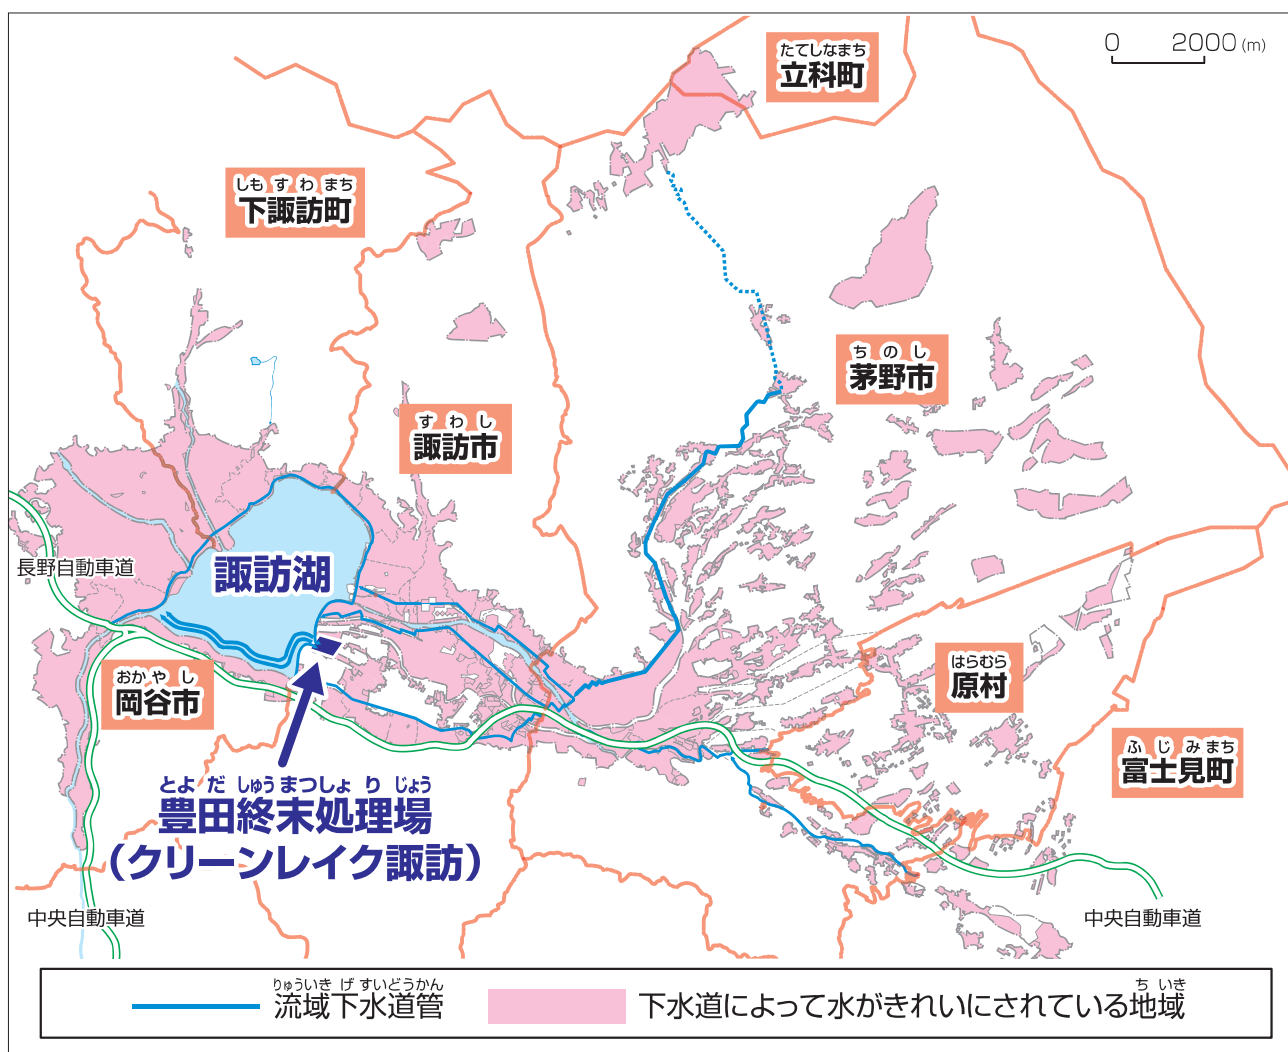 0 2000(m)
たてしなまち
立科町
しもすわまち
下諏訪町
ちのし
茅野市
すわし
諏訪市
長野自動車道
諏訪湖
おかやし
岡谷市
はらむら
原村
ふじみまち
富士見町
とよだしゅうまつしょりじょう
豊田終末処理場
（クリーンレイク諏訪）
中央自動車道
中央自動車道
りゅういきげすいどうかん
流域下水道管
ちいき
下水道によって水がきれいにされている地域